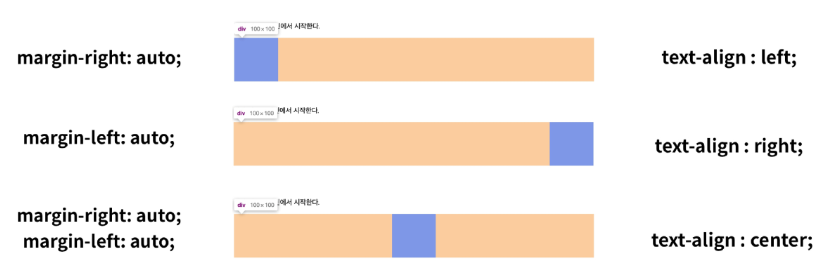 div 100 × 100 에서 시작한다.
margin-right: auto;
text-align : left;
div 100 × 100 에서 시작한다.
margin-left: auto;
text-align : right;
div 100 × 100 에서 시작한다.
margin-right: auto;
margin-left: auto;
text-align : center;